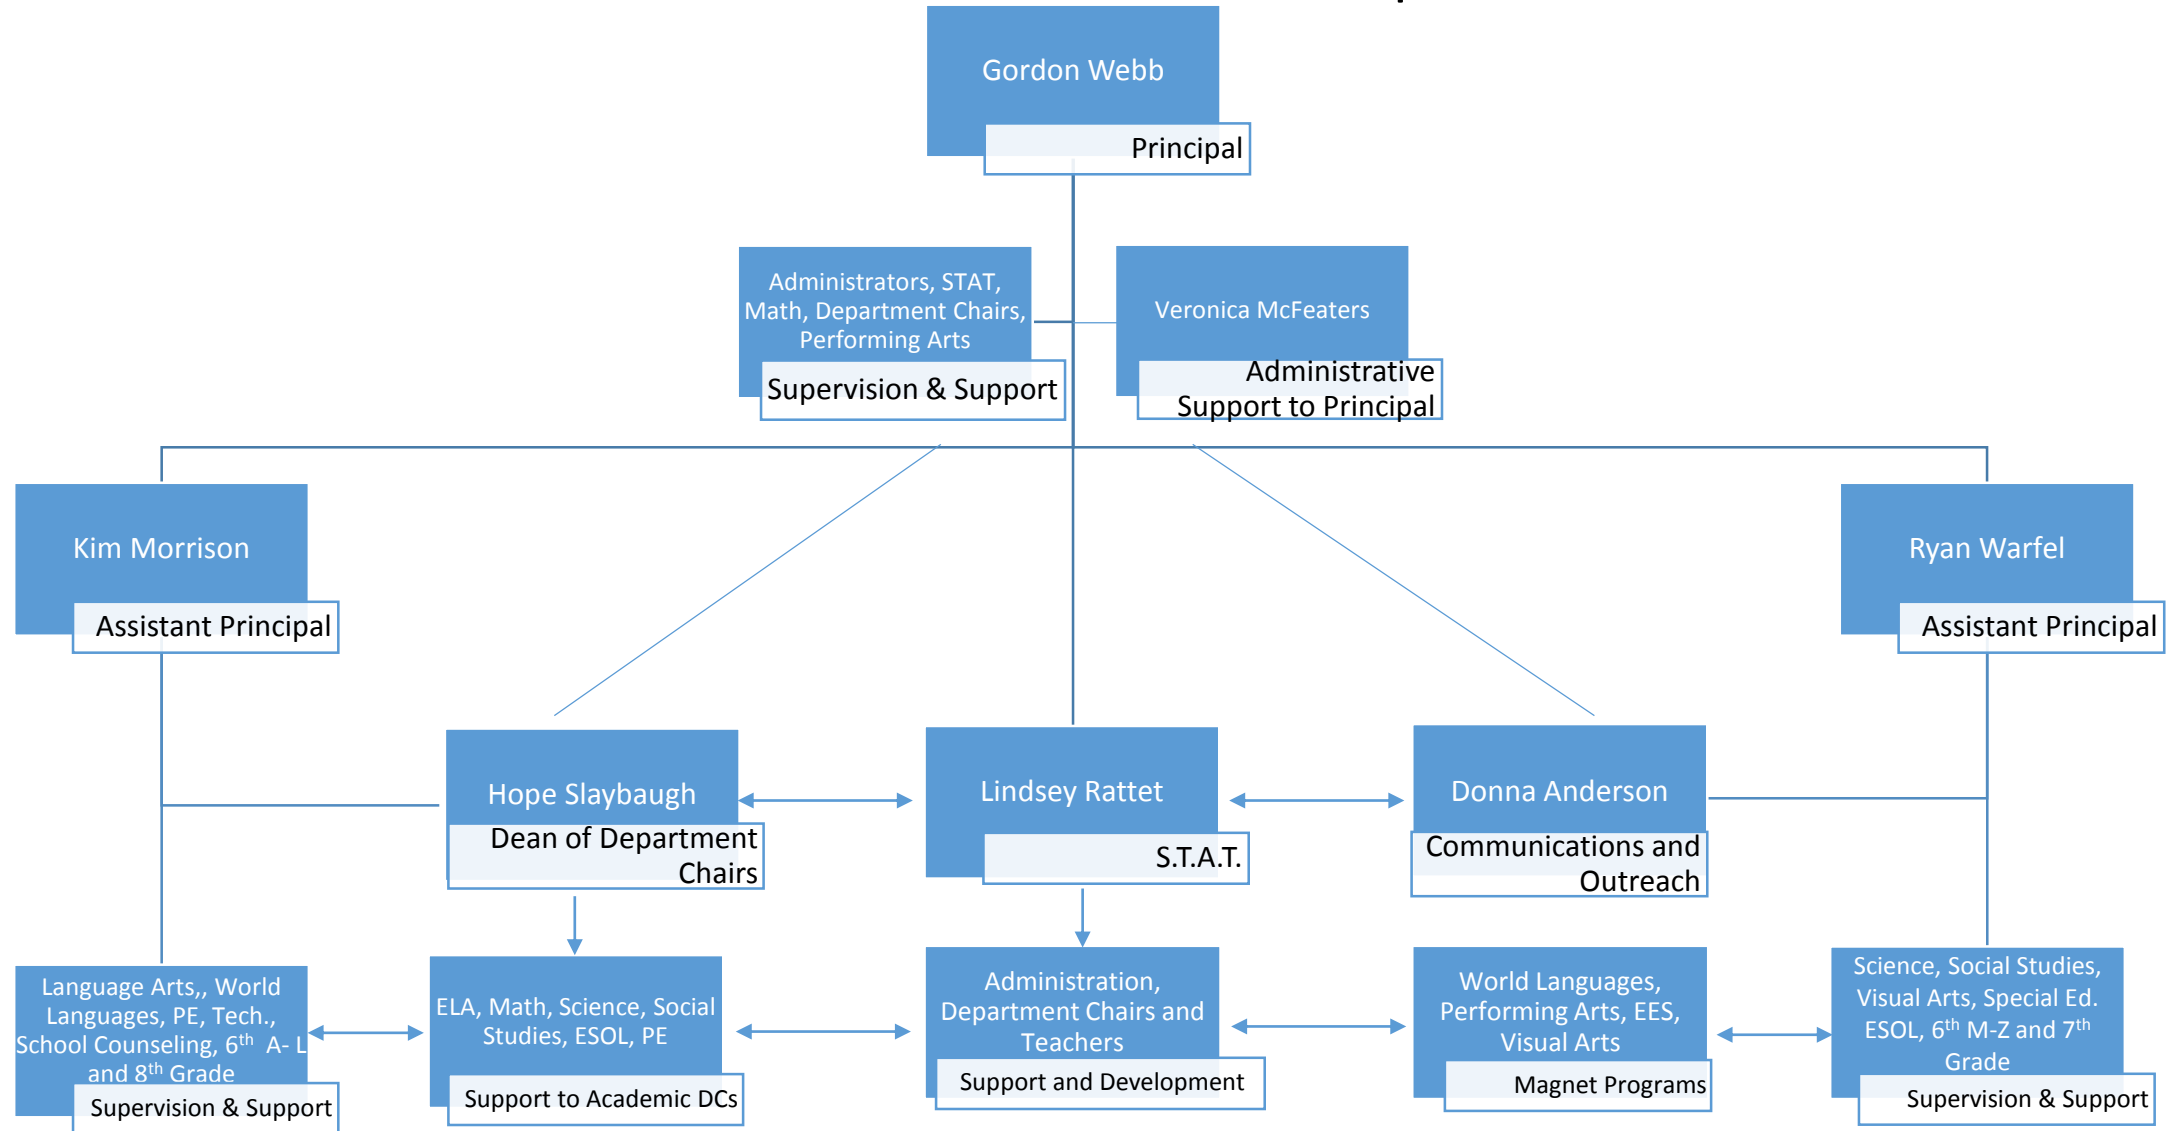 Gordon Webb
Principal
Administrators, STAT,
Math, Department Chairs,
Performing Arts
Supervision & Support
Veronica McFeaters
Administrative
Support to Principal
Kim Morrison
Assistant Principal
Ryan Warfel
Assistant Principal
Hope Slaybaugh
Dean of Department
Chairs
Lindsey Rattet
S.T.A.T.
Donna Anderson
Communications and
Outreach
Language Arts,, World
Languages, PE, Tech.,
School Counseling, 6th A- L
and 8th Grade
Supervision & Support
ELA, Math, Science, Social
Studies, ESOL, PE
Support to Academic DCs
Administration,
Department Chairs and
Teachers
Support and Development
World Languages,
Performing Arts, EES,
Visual Arts
Magnet Programs
Science, Social Studies,
Visual Arts, Special Ed.
ESOL, 6th M-Z and 7th
Grade
Supervision & Support